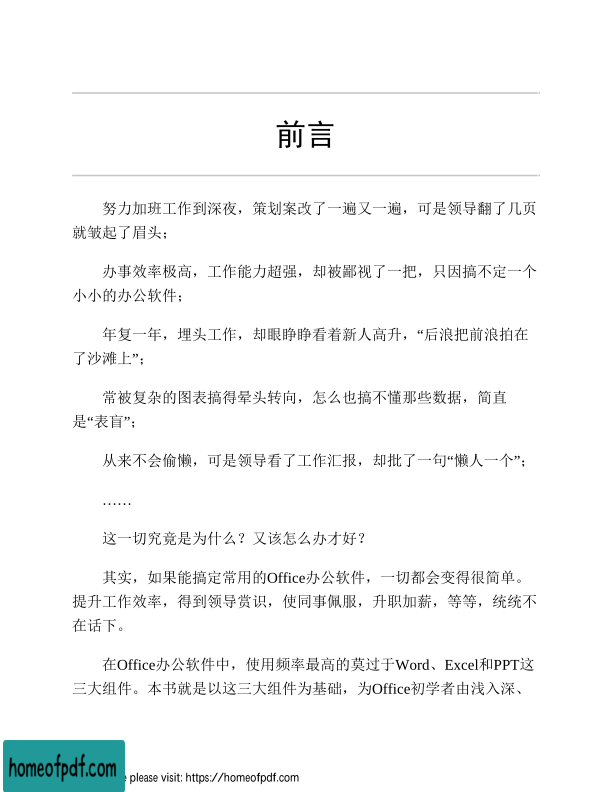 前言
努力加班工作到深夜，策划案改了一遍又一遍，可是领导翻了几页
就皱起了眉头；
办事效率极高，工作能力超强，却被鄙视了一把，只因搞不定一个
小小的办公软件；
年复一年，埋头工作，却眼睁睁看着新人高升，“后浪把前浪拍在
了沙滩上”；
常被复杂的图表搞得晕头转向，怎么也搞不懂那些数据，简直
是“表盲”；
从来不会偷懒，可是领导看了工作汇报，却批了一句“懒人一个”；
……
这一切究竟是为什么？又该怎么办才好？
其实，如果能搞定常用的Office办公软件，一切都会变得很简单。
提升工作效率，得到领导赏识，使同事佩服，升职加薪，等等，统统不
在话下。
在Office办公软件中，使用频率最高的莫过于Word、Excel和PPT这
三大组件。本书就是以这三大组件为基础，为Office初学者由浅入深、
homeofpdf.com
e please visit: https://homeofpdf.com